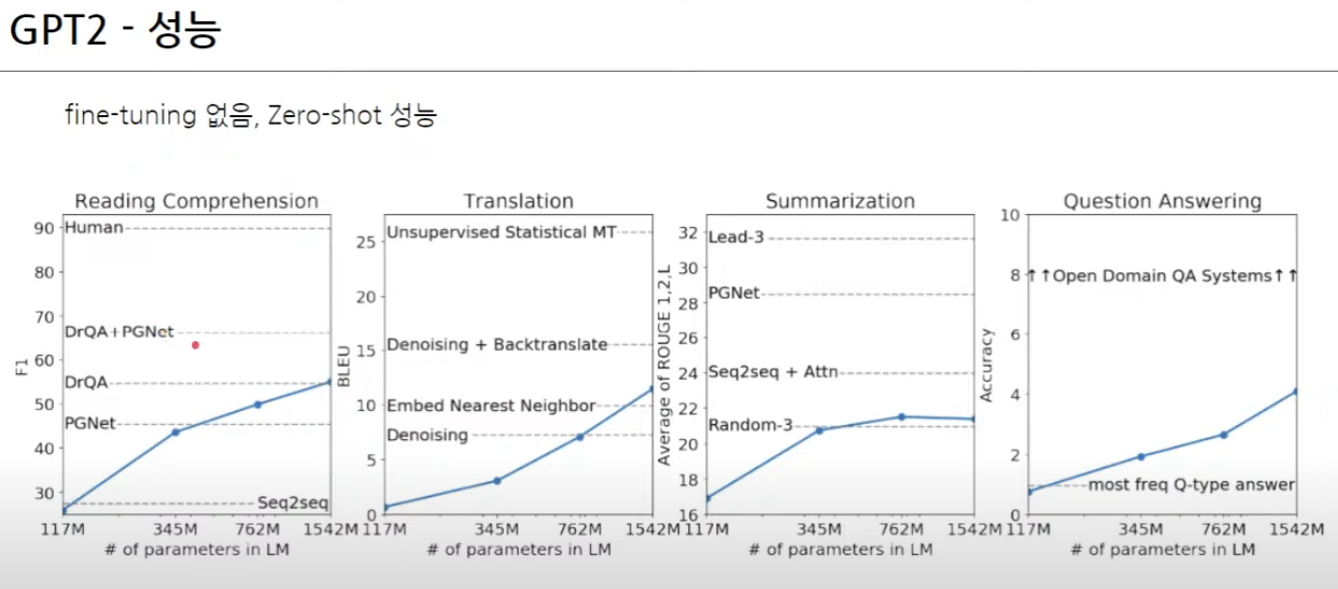 GPT2 - 성능
fine-tuning 없음, Zero-shot 성능
Reading Comprehension
F1
90
80
70
60
50
40
30
Human
DrQA+PGNet
DrQA
PGNet
Seq2seq
117M 345M 762M 1542M
# of parameters in LM
Translation
BLEU
25
20
15
10
5
0
Unsupervised Statistical MT
Denoising + Backtranslate
Embed Nearest Neighbor
Denoising
117M 345M 762M 1542M
# of parameters in LM
Summarization
Average of ROUGE 1,2,L
32
30
28
26
24
22
20
18
16
Lead-3
PGNet
Seq2seq + Attn
Random-3
117M 345M 762M 1542M
# of parameters in LM
Question Answering
Accuracy
10
8
6
4
2
0
↑↑Open Domain QA Systems↑↑
most freq Q-type answer
117M 345M 762M 1542M
# of parameters in LM